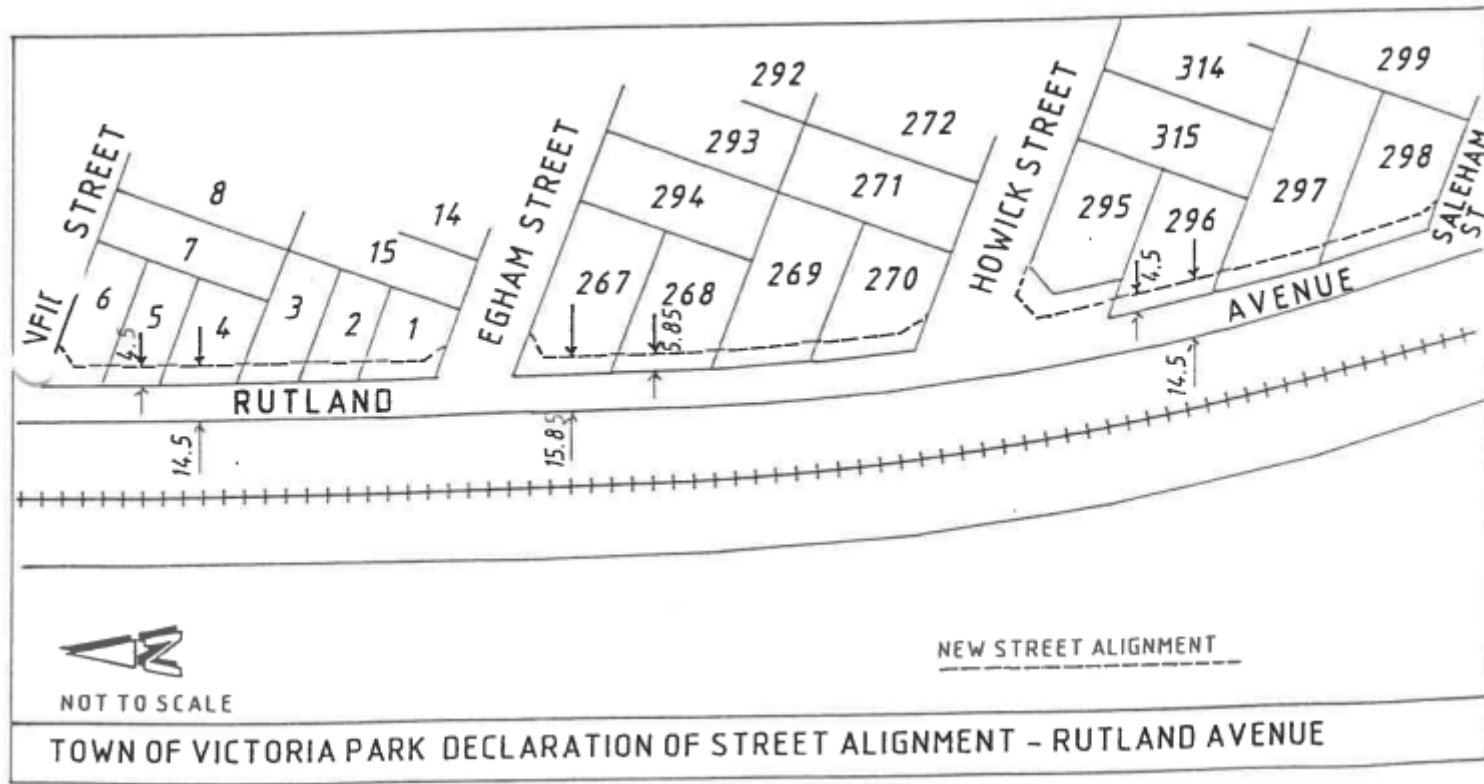 299
314
292
HOWICK STREET
272
293
315
298
SALEHAM
ST
EGHAM STREET
STREET
8
14
294
271
295
296
297
7
15
267
268
269
270
4.5
6
5
4
3
2
1
4.5
5.85
AVENUE
RUTLAND
14.5
15.85
14.5
NEW STREET ALIGNMENT
N
NOT TO SCALE
TOWN OF VICTORIA PARK DECLARATION OF STREET ALIGNMENT - RUTLAND AVENUE